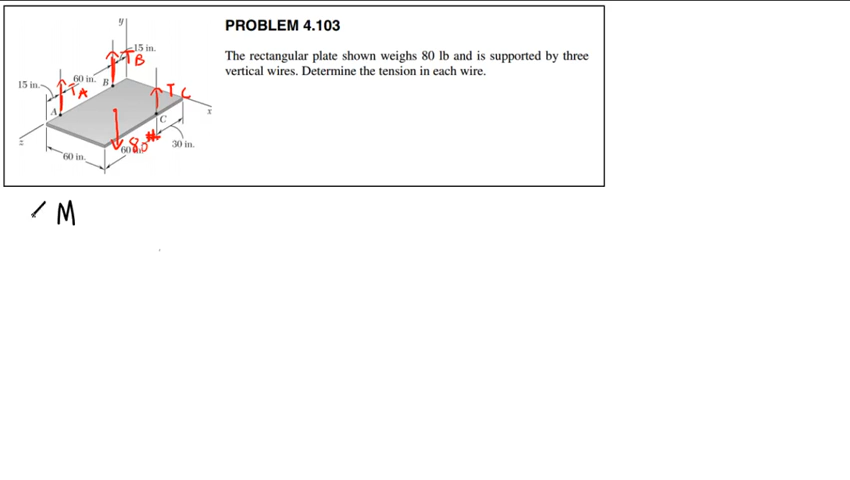 PROBLEM 4.103
The rectangular plate shown weighs 80 lb and is supported by three
vertical wires. Determine the tension in each wire.
y
15 in.
TB
60 in.
B
15 in.
TA
A
TC
C
x
z
80#
60
30 in.
60 in.
M